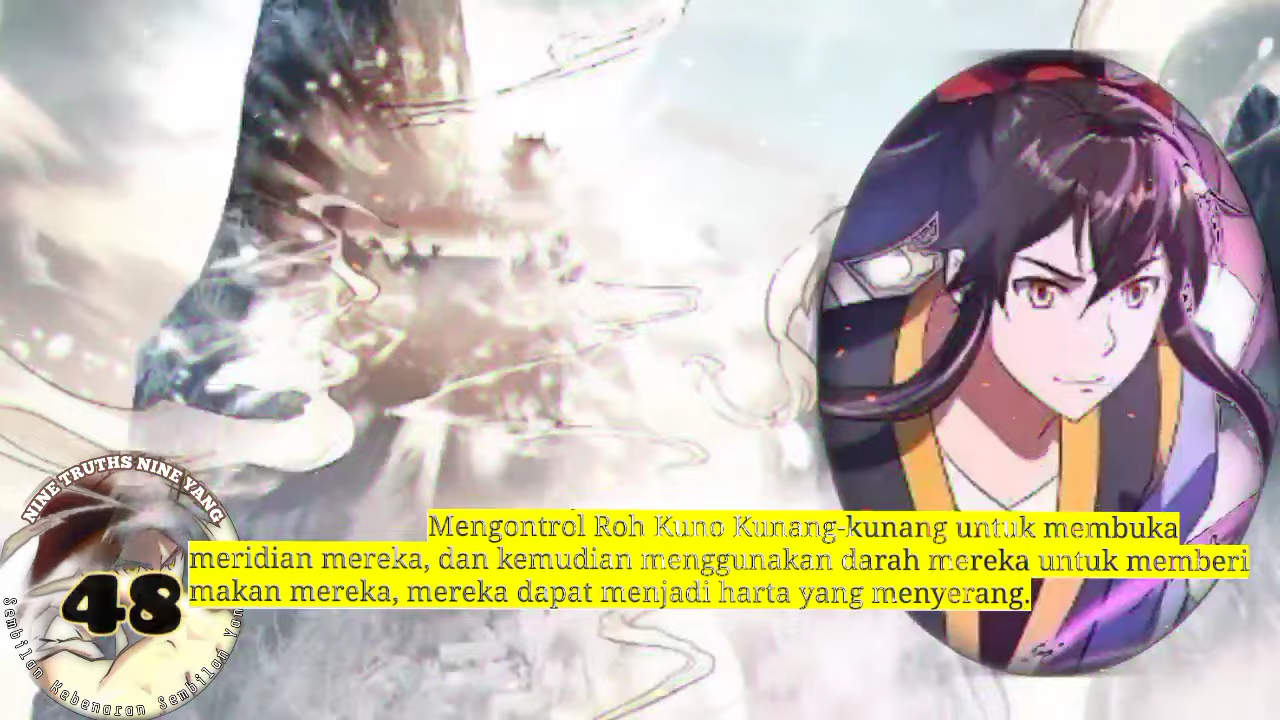 NINE TRUTHS NINE YANG
48
Sembilan Kebenaran Sembilan Yang
Mengontrol Roh Kuno Kunang-kunang untuk membuka
meridian mereka, dan kemudian menggunakan darah mereka untuk memberi
makan mereka, mereka dapat menjadi harta yang menyerang.